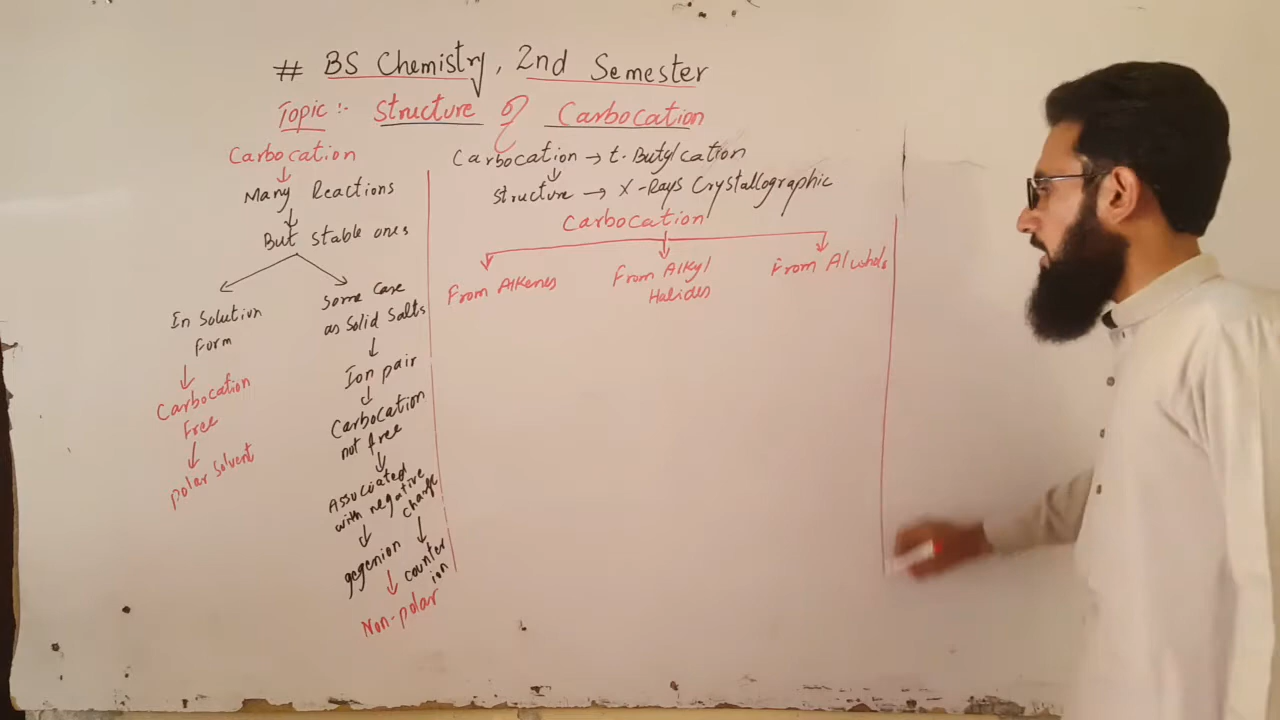 # BS Chemistry, 2nd Semester
Topic:- Structure of Carbocation
Carbocation
Many Reactions
But stable ones
In Solution
Form
Carbocation
Free
Polar Solvent
Some Case
as Solid Salts
Ion pair
Carbocation
not free
Associated
with negative
charge
gegenion
counter
ion
Non-polar
Carbocation → t.Butylcation
Structure → X-Rays Crystallographic
Carbocation
From Alkenes
From Alkyl
Halides
From Alcohols